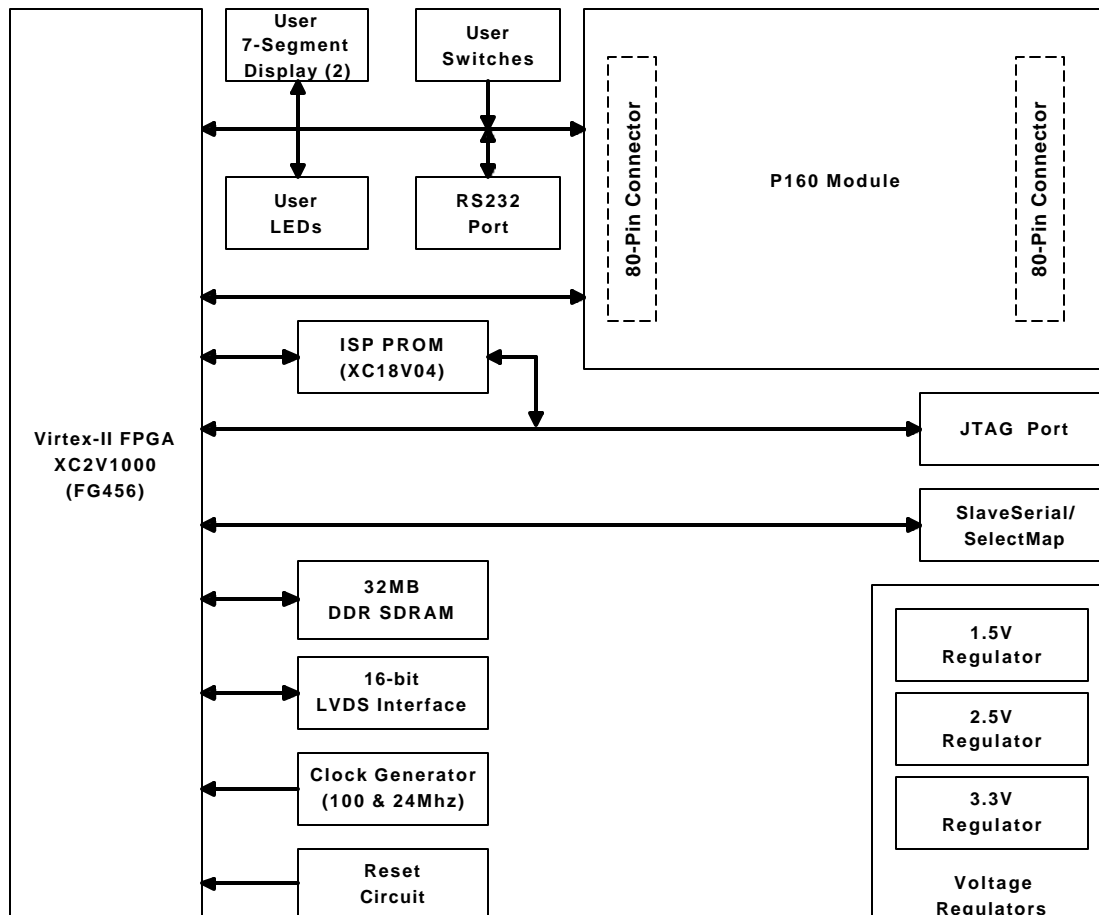 User
7-Segment
Display (2)
User
Switches
80-Pin Connector
P160 Module
80-Pin Connector
User
LEDs
RS232
Port
ISP PROM
(XC18V04)
Virtex-II FPGA
XC2V1000
(FG456)
JTAG Port
SlaveSerial/
SelectMap
32MB
DDR SDRAM
1.5V
Regulator
16-bit
LVDS Interface
2.5V
Regulator
Clock Generator
(100 & 24Mhz)
3.3V
Regulator
Reset
Circuit
Voltage
Regulators